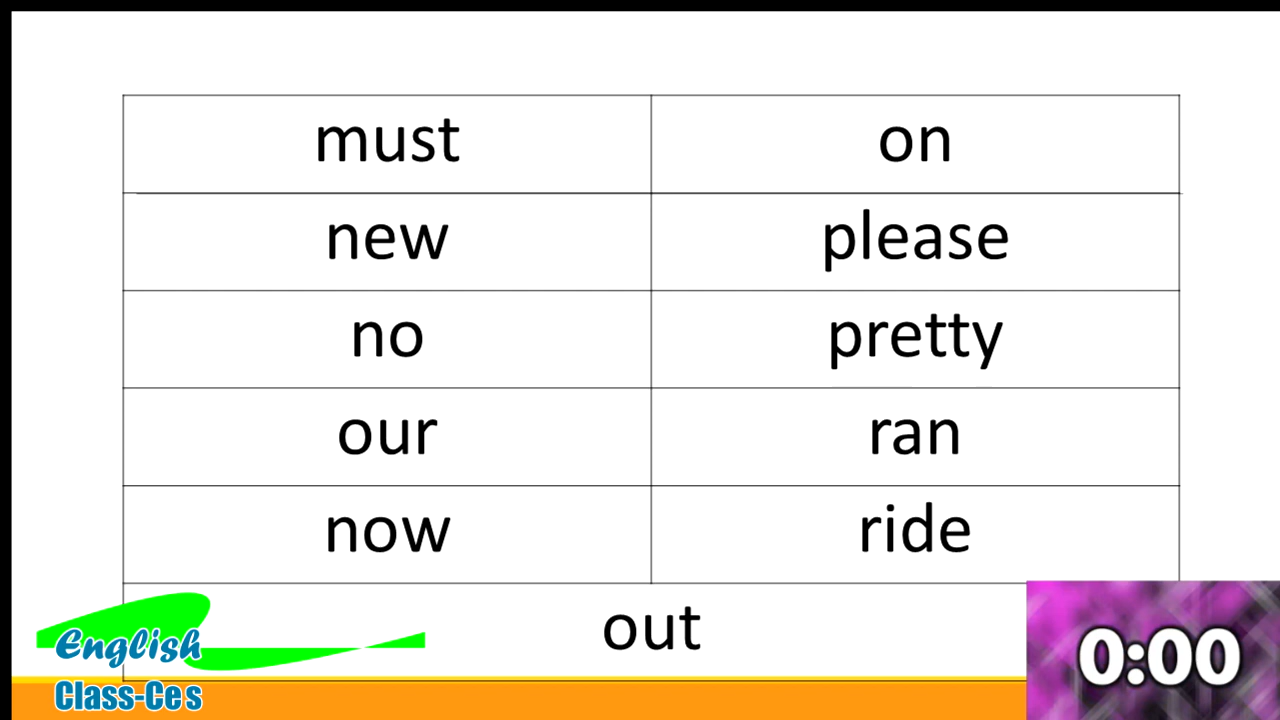 must on
new please
no pretty
our ran
now ride
out
English
Class-Ces
0:00